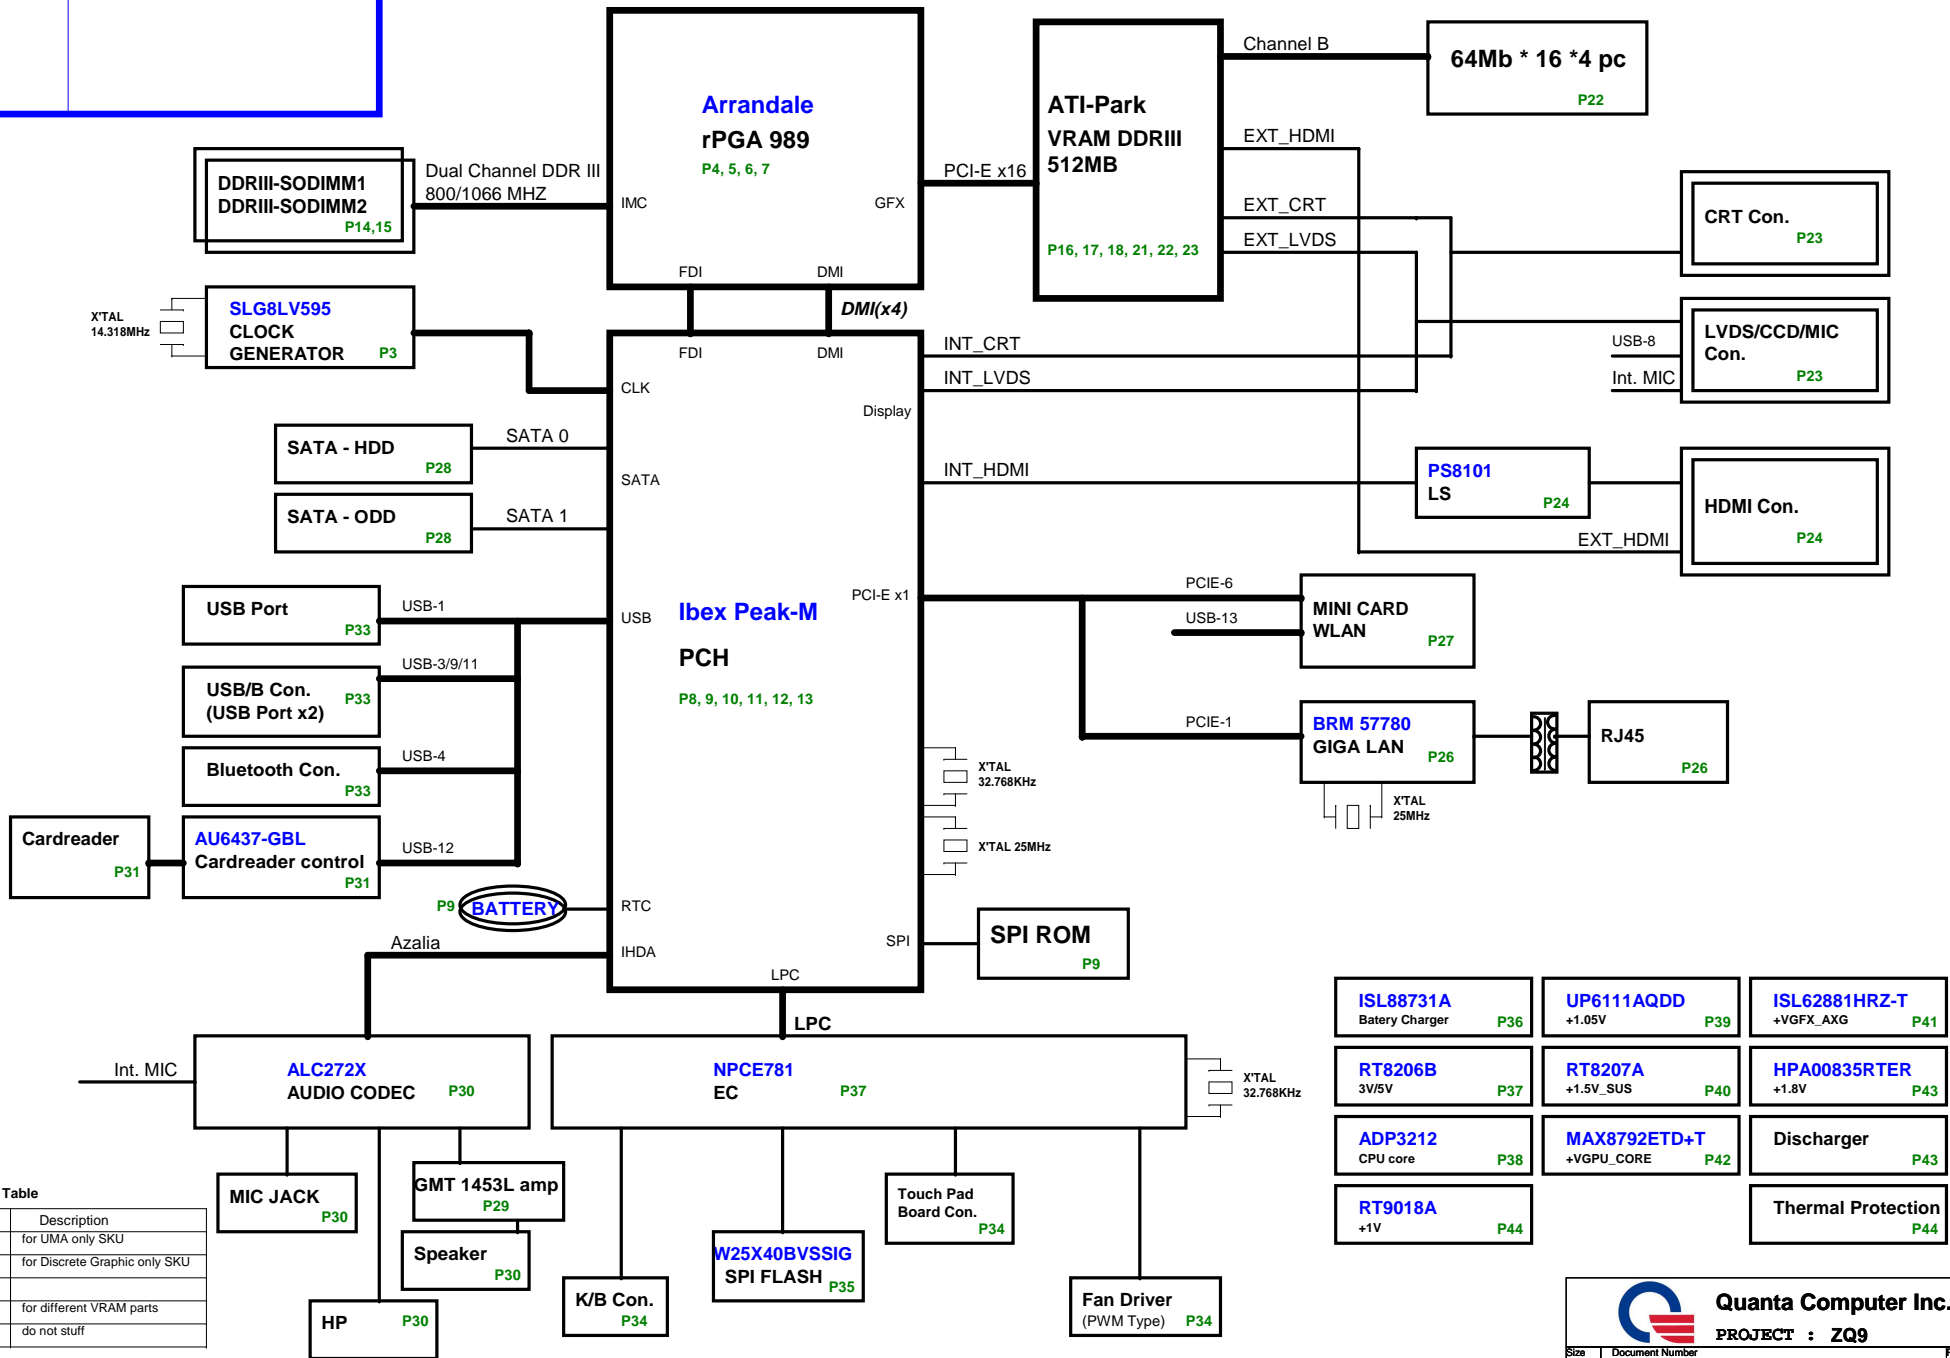 Arrandale
rPGA 989
P4, 5, 6, 7
IMC
GFX
FDI
DMI
PCI-E x16
ATI-Park
VRAM DDRIII
512MB
P16, 17, 18, 21, 22, 23
Channel B
64Mb * 16 *4 pc
P22
EXT_HDMI
EXT_CRT
EXT_LVDS
DDRIII-SODIMM1
DDRIII-SODIMM2
P14,15
Dual Channel DDR III
800/1066 MHZ
CRT Con.
P23
X'TAL
14.318MHz
SLG8LV595
CLOCK
GENERATOR
P3
DMI(x4)
FDI
DMI
CLK
INT_CRT
INT_LVDS
Display
USB-8
Int. MIC
LVDS/CCD/MIC
Con.
P23
SATA - HDD
P28
SATA 0
SATA
SATA - ODD
P28
SATA 1
INT_HDMI
PS8101
LS
P24
HDMI Con.
P24
EXT_HDMI
USB Port
P33
USB-1
USB
Ibex Peak-M
PCH
P8, 9, 10, 11, 12, 13
PCI-E x1
PCIE-6
USB-13
MINI CARD
WLAN
P27
USB/B Con.
(USB Port x2)
P33
USB-3/9/11
PCIE-1
BRM 57780
GIGA LAN
P26
RJ45
P26
X'TAL
25MHz
Bluetooth Con.
P33
USB-4
X'TAL
32.768KHz
X'TAL 25MHz
Cardreader
P31
AU6437-GBL
Cardreader control
P31
USB-12
P9
BATTERY
RTC
Azalia
IHDA
SPI
SPI ROM
P9
LPC
LPC
Int. MIC
ALC272X
AUDIO CODEC
P30
NPCE781
EC
P37
X'TAL
32.768KHz
MIC JACK
P30
GMT 1453L amp
P29
Speaker
P30
HP
P30
K/B Con.
P34
W25X40BVSSIG
SPI FLASH
P35
Touch Pad
Board Con.
P34
Fan Driver
(PWM Type)
P34
ISL88731A
Batery Charger
P36
UP6111AQDD
+1.05V
P39
ISL62881HRZ-T
+VGFX_AXG
P41
RT8206B
3V/5V
P37
RT8207A
+1.5V_SUS
P40
HPA00835RTER
+1.8V
P43
ADP3212
CPU core
P38
MAX8792ETD+T
+VGPU_CORE
P42
Discharger
P43
RT9018A
+1V
P44
Thermal Protection
P44
Table
Description
for UMA only SKU
for Discrete Graphic only SKU
for different VRAM parts
do not stuff
Quanta Computer Inc.
PROJECT : ZQ9
Size
Document Number